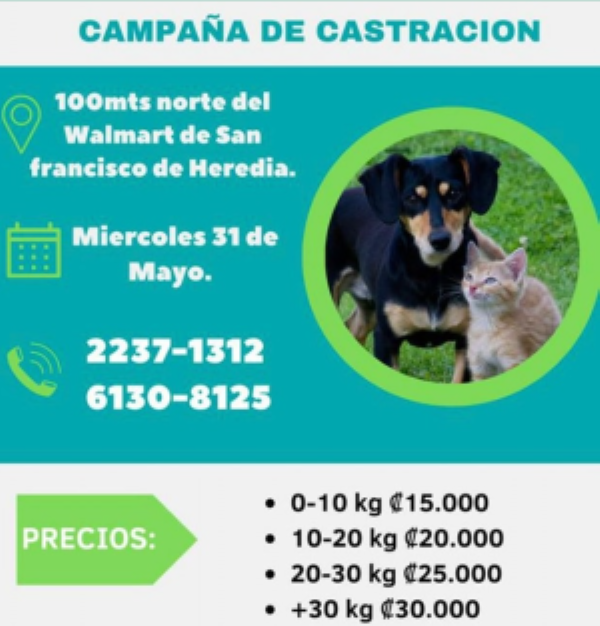 CAMPAÑA DE CASTRACION
100mts norte del
Walmart de San
francisco de Heredia.
Miercoles 31 de
Mayo.
2237-1312
6130-8125
PRECIOS:
• 0-10 kg ₡15.000
• 10-20 kg ₡20.000
• 20-30 kg ₡25.000
• +30 kg ₡30.000